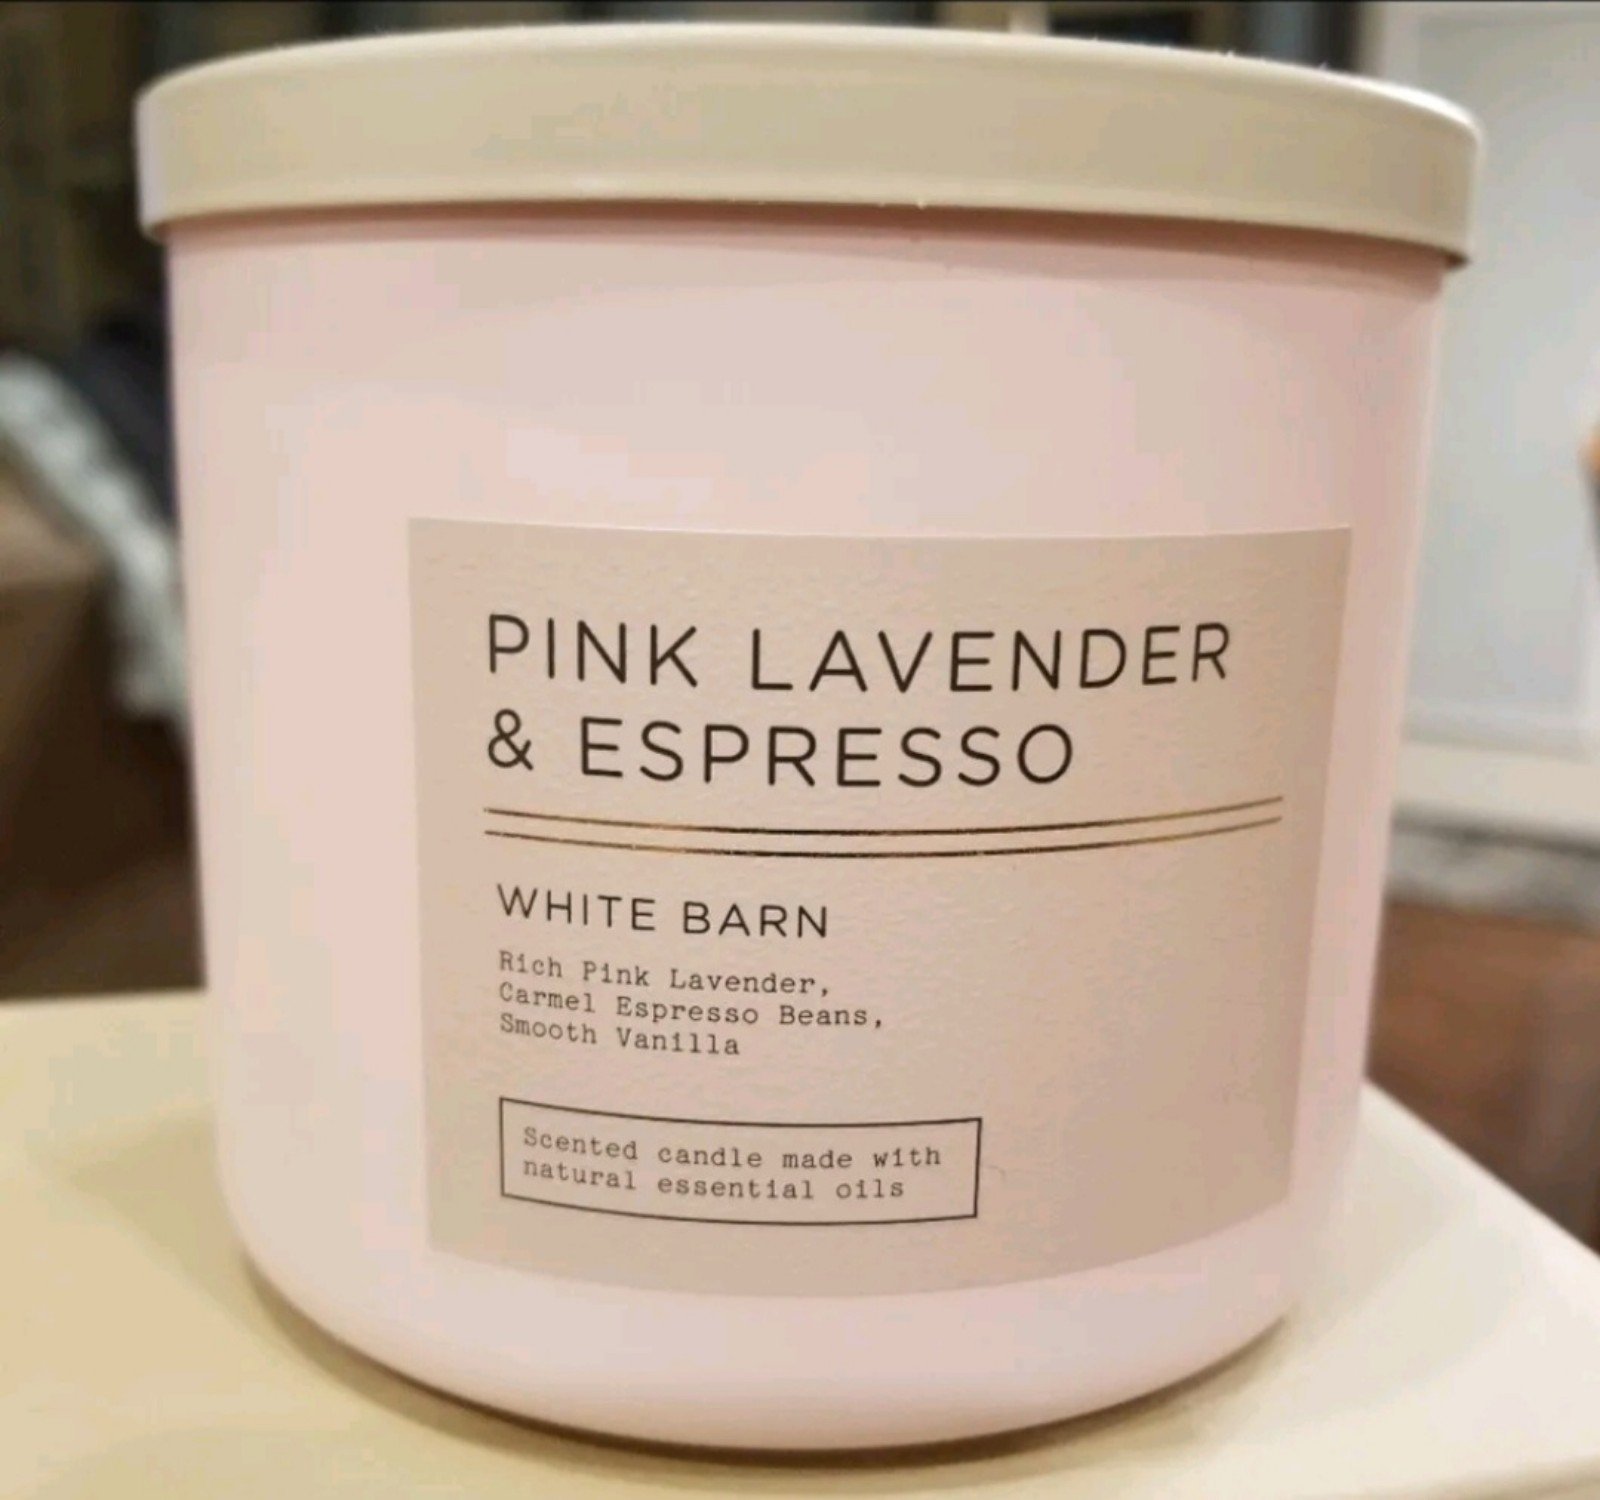 PINK LAVENDER
& ESPRESSO
WHITE BARN
Rich Pink Lavender,
Carmel Espresso Beans,
Smooth Vanilla
Scented candle made with
natural essential oils